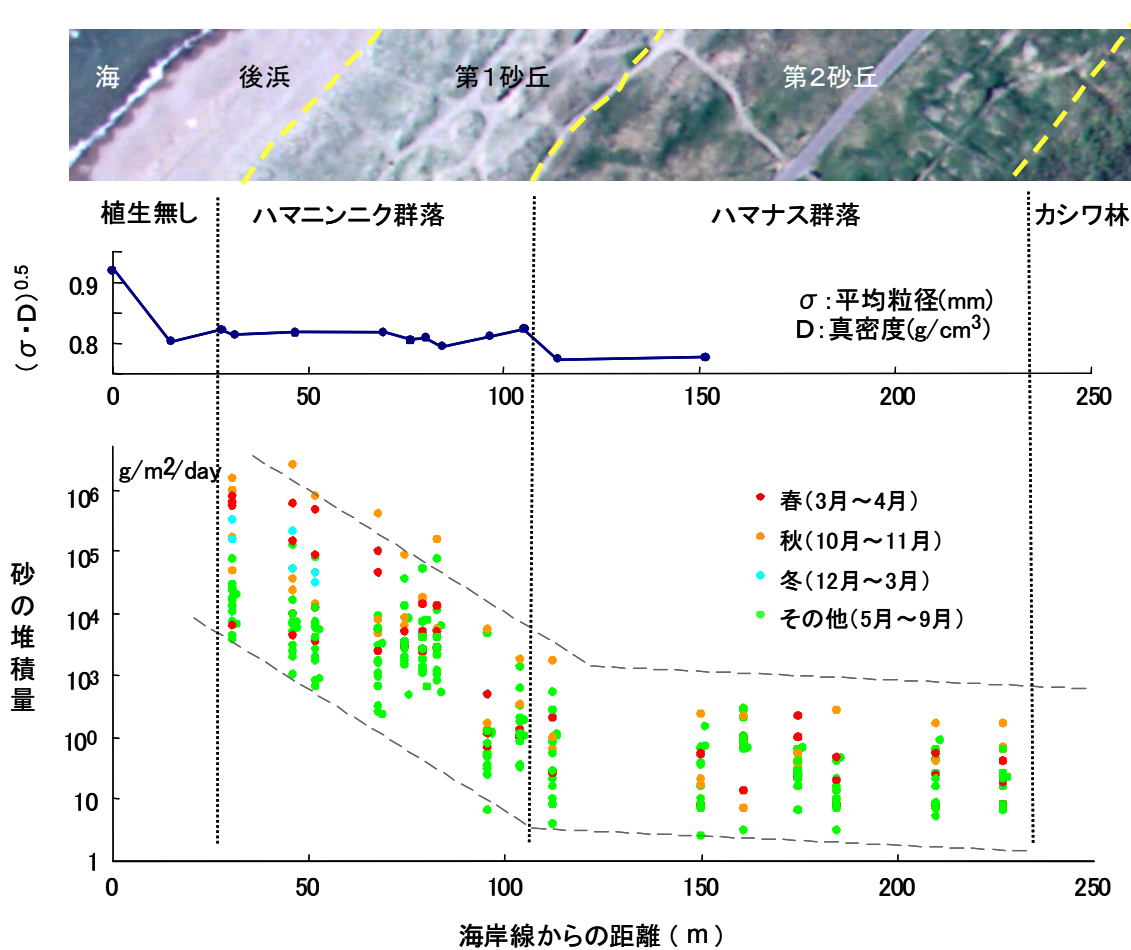 海 後浜 第1砂丘 第2砂丘
植生無し ハマニンニク群落 ハマナス群落 カシワ林
(σ・D)0.5
0.9
0.8
σ:平均粒径(mm)
D:真密度(g/cm3)
0 50 100 150 200 250
g/m2/day
砂の堆積量
106
105
104
103
100
10
1
春(3月~4月)
秋(10月~11月)
冬(12月~3月)
その他(5月~9月)
0 50 100 150 200 250
海岸線からの距離(m)